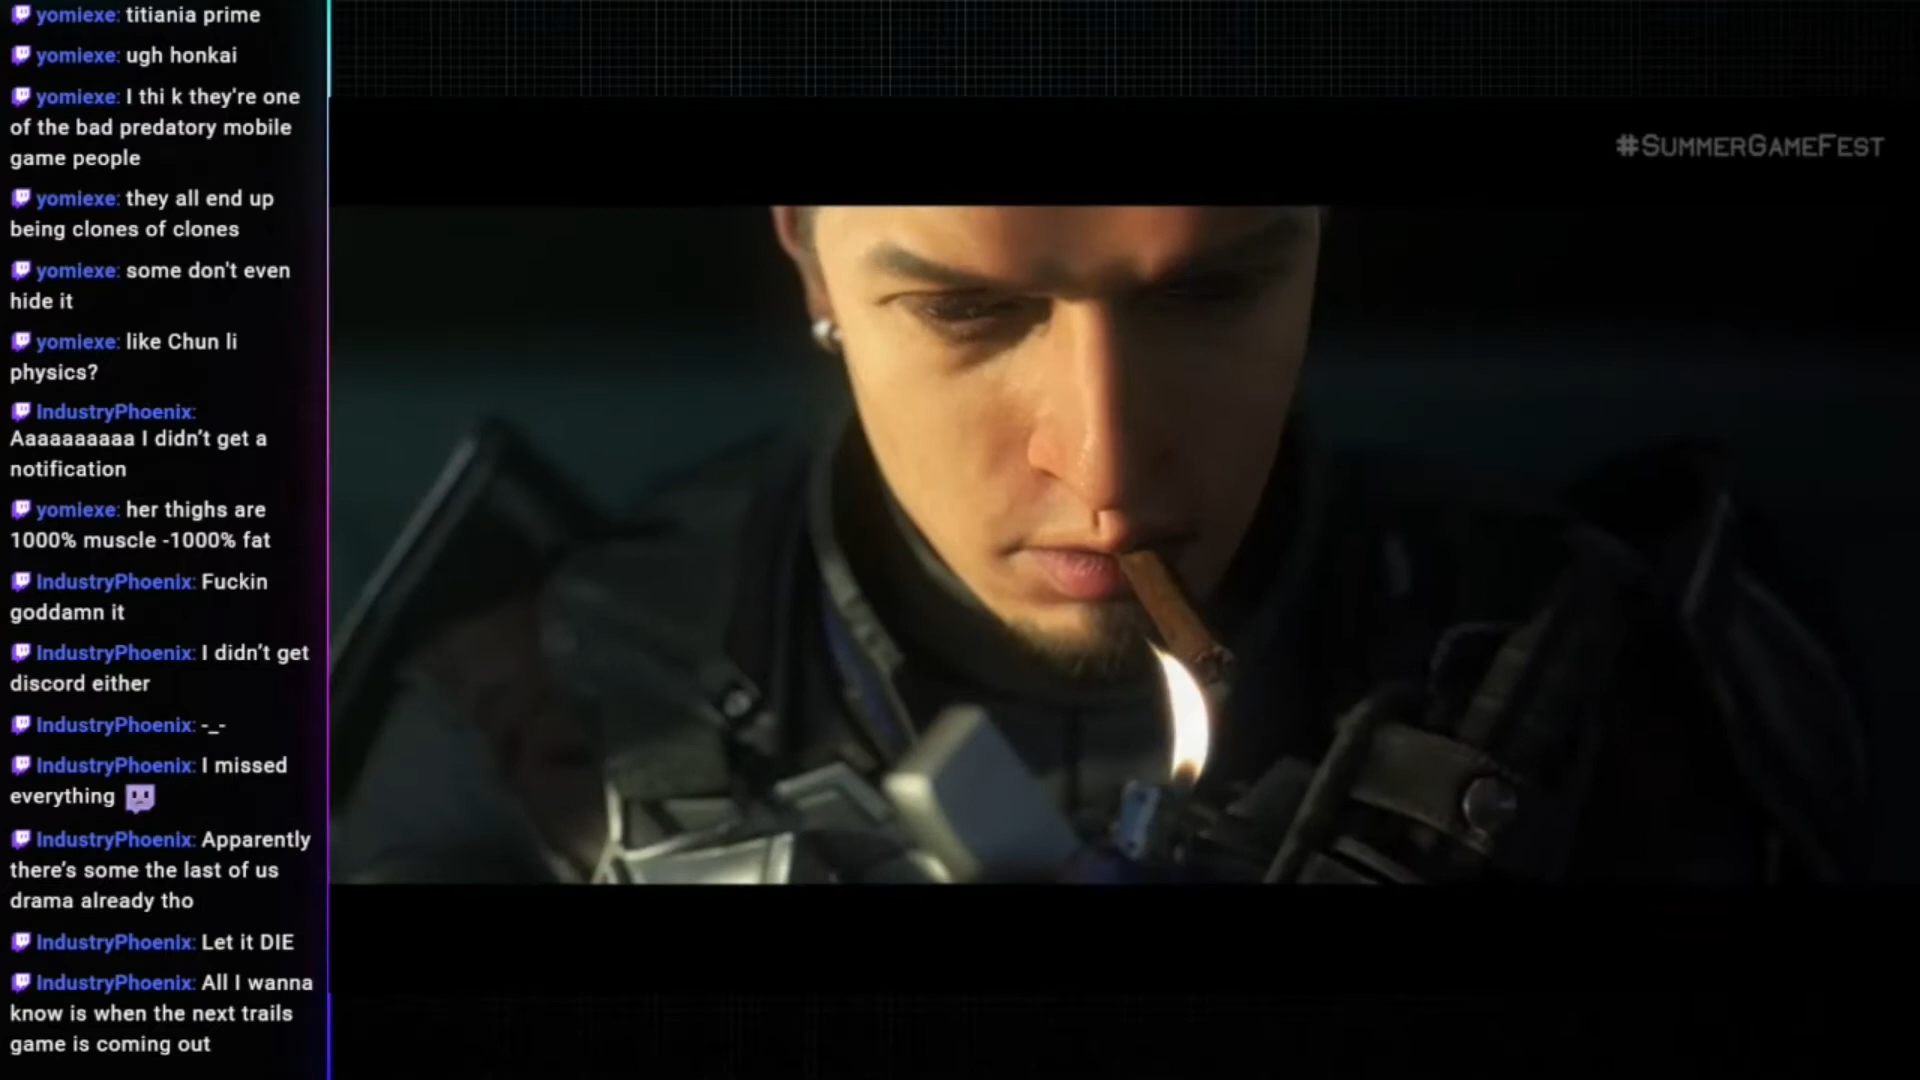 yomiexe: titiania prime
yomiexe: ugh honkai
yomiexe: I thi k they're one
of the bad predatory mobile
game people
yomiexe: they all end up
being clones of clones
yomiexe: some don't even
hide it
yomiexe: like Chun li
physics?
IndustryPhoenix:
Aaaaaaaaaa I didn’t get a
notification
yomiexe: her thighs are
1000% muscle -1000% fat
IndustryPhoenix: Fuckin
goddamn it
IndustryPhoenix: I didn’t get
discord either
IndustryPhoenix: -_-
IndustryPhoenix: I missed
everything
IndustryPhoenix: Apparently
there’s some the last of us
drama already tho
IndustryPhoenix: Let it DIE
IndustryPhoenix: All I wanna
know is when the next trails
game is coming out
#SUMMERGAMEFEST